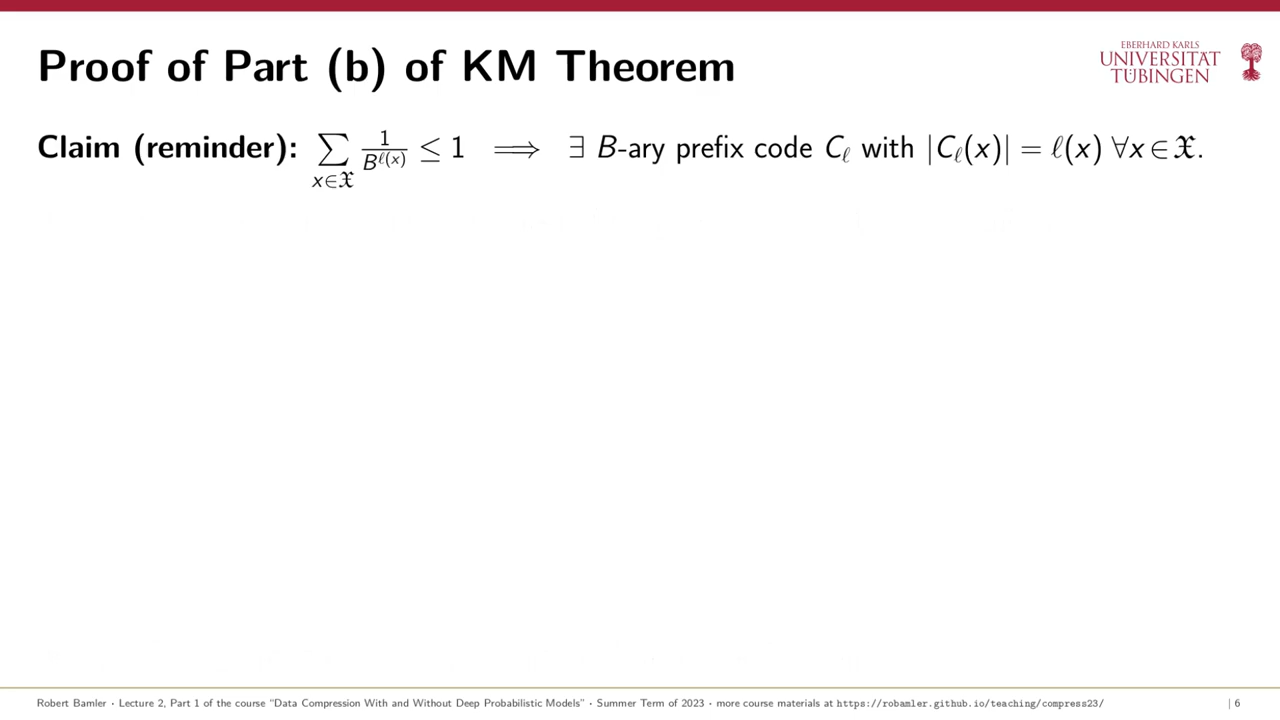 Proof of Part (b) of KM Theorem
EBERHARD KARLS
UNIVERSITÄT
TÜBINGEN
Claim (reminder): ∑_{x∈𝔛} 1/B^{ℓ(x)} ≤ 1 ⟹ ∃ B-ary prefix code C_ℓ with |C_ℓ(x)| = ℓ(x) ∀x∈𝔛.
Robert Bamler · Lecture 2, Part 1 of the course “Data Compression With and Without Deep Probabilistic Models” · Summer Term of 2023 · more course materials at https://robamler.github.io/teaching/compress23/ | 6